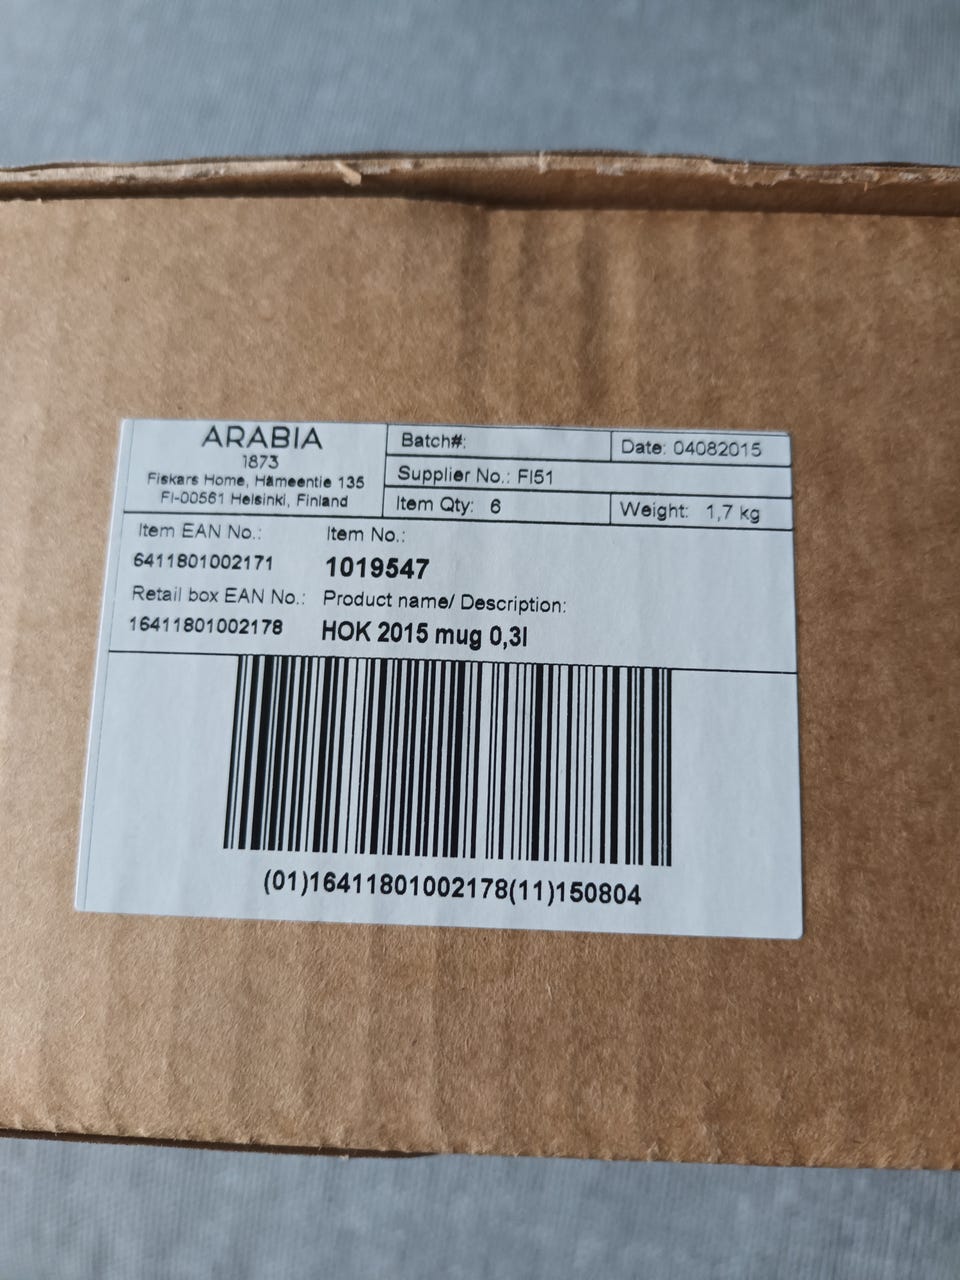 ARABIA
1873
Fiskars Home, Hämeentie 135
FI-00561 Helsinki, Finland
Batch#:
Date: 04082015
Supplier No.: FI51
Item Qty: 6
Weight: 1,7 kg
Item EAN No.:
Item No.:
6411801002171
1019547
Retail box EAN No.:
Product name/ Description:
16411801002178
HOK 2015 mug 0,3l
(01)16411801002178(11)150804